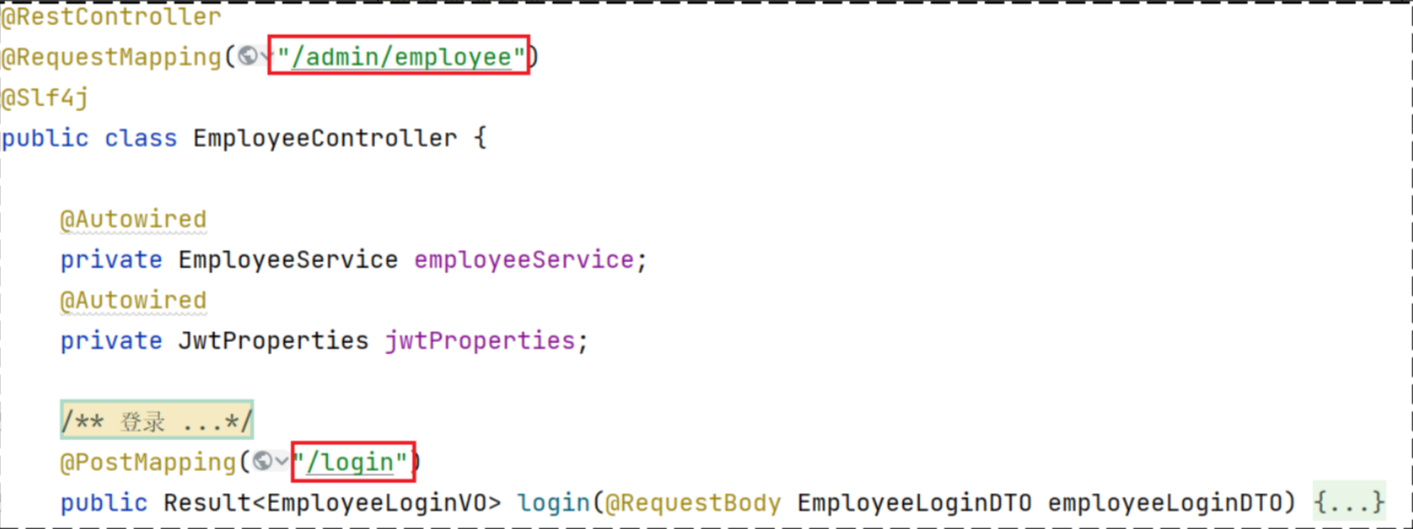 @RestController
@RequestMapping("/admin/employee")
@Slf4j
public class EmployeeController {
@Autowired
private EmployeeService employeeService;
@Autowired
private JwtProperties jwtProperties;
/** 登录 ...*/
@PostMapping("/login")
public Result<EmployeeLoginVO> login(@RequestBody EmployeeLoginDTO employeeLoginDTO) {...}